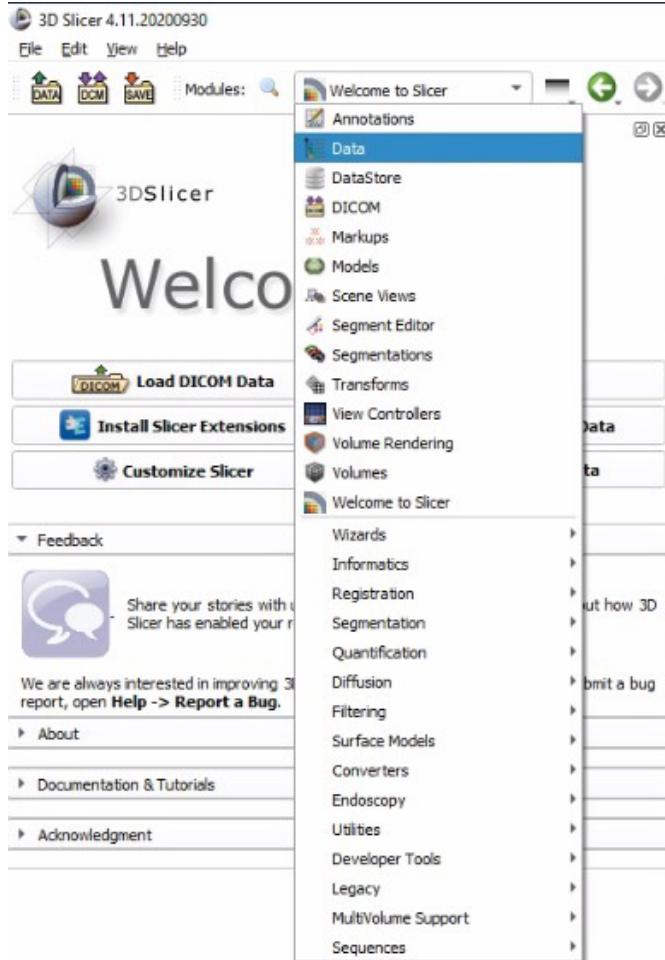 3D Slicer 4.11.20200930
File Edit View Help
DATA DCM SAVE Modules: Welcome to Slicer
Annotations
Data
DataStore
DICOM
Markups
Models
Scene Views
Segment Editor
Segmentations
Transforms
View Controllers
Volume Rendering
Volumes
Welcome to Slicer
Wizards
Informatics
Registration
Segmentation
Quantification
Diffusion
Filtering
Surface Models
Converters
Endoscopy
Utilities
Developer Tools
Legacy
MultiVolume Support
Sequences
3DSlicer
Welco
DICOM Load DICOM Data
Install Slicer Extensions Data
Customize Slicer ta
Feedback
Share your stories with ut how 3D
Slicer has enabled your r
We are always interested in improving 3 bmit a bug
report, open Help -> Report a Bug.
About
Documentation & Tutorials
Acknowledgment